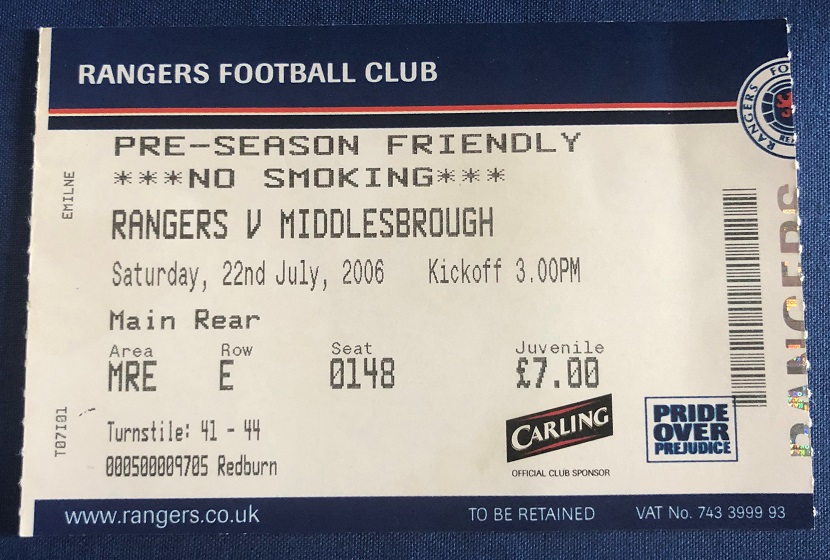 RANGERS FOOTBALL CLUB
PRE-SEASON FRIENDLY
***NO SMOKING***
RANGERS V MIDDLESBROUGH
Saturday, 22nd July, 2006 Kickoff 3.00PM
Main Rear
Area Row Seat Juvenile
MRE E 0148 £7.00
Turnstile: 41 - 44
000500009705 Redburn
EMILNE
T07I01
CARLING
OFFICIAL CLUB SPONSOR
PRIDE
OVER
PREJUDICE
www.rangers.co.uk TO BE RETAINED VAT No. 743 3999 93
RANGERS
RANGERS